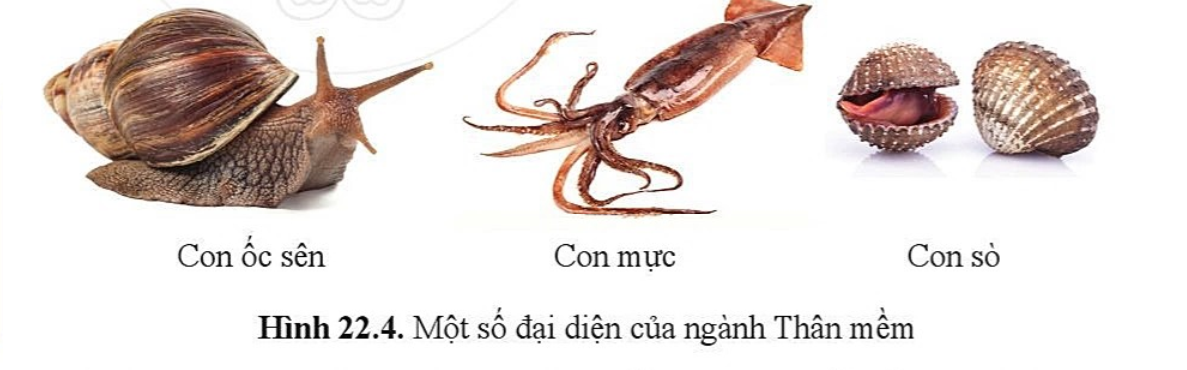 Con ốc sên Con mực Con sò
Hình 22.4. Một số đại diện của ngành Thân mềm